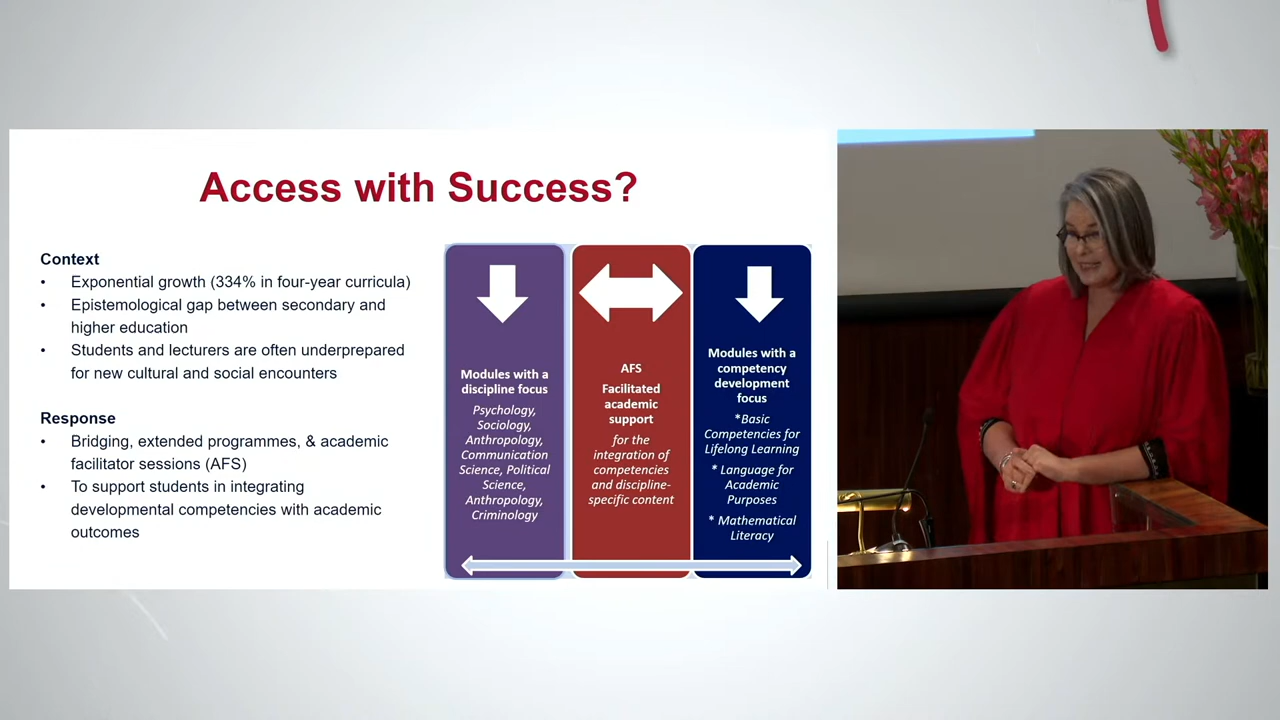 Access with Success?
Context
• Exponential growth (334% in four-year curricula)
• Epistemological gap between secondary and
higher education
• Students and lecturers are often underprepared
for new cultural and social encounters
Response
• Bridging, extended programmes, & academic
facilitator sessions (AFS)
• To support students in integrating
developmental competencies with academic
outcomes
Modules with a
discipline focus
Psychology,
Sociology,
Anthropology,
Communication
Science, Political
Science,
Anthropology,
Criminology
AFS
Facilitated
academic
support
for the
integration of
competencies
and discipline-
specific content
Modules with a
competency
development
focus
*Basic
Competencies for
Lifelong Learning
* Language for
Academic
Purposes
* Mathematical
Literacy